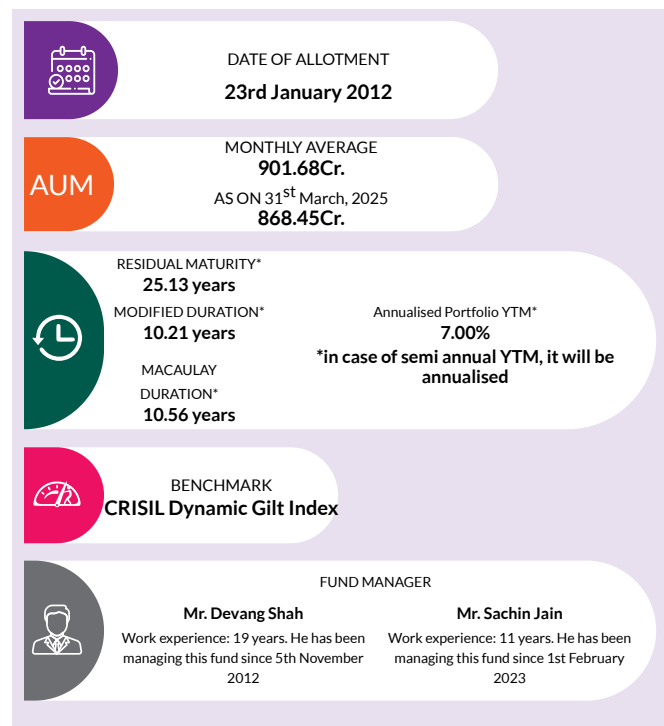 DATE OF ALLOTMENT
23rd January 2012
AUM
MONTHLY AVERAGE
901.68Cr.
AS ON 31st March, 2025
868.45Cr.
RESIDUAL MATURITY*
25.13 years
MODIFIED DURATION*
10.21 years
MACAULAY
DURATION*
10.56 years
Annualised Portfolio YTM*
7.00%
*in case of semi annual YTM, it will be
annualised
BENCHMARK
CRISIL Dynamic Gilt Index
FUND MANAGER
Mr. Devang Shah
Work experience: 19 years. He has been
managing this fund since 5th November
2012
Mr. Sachin Jain
Work experience: 11 years. He has been
managing this fund since 1st February
2023